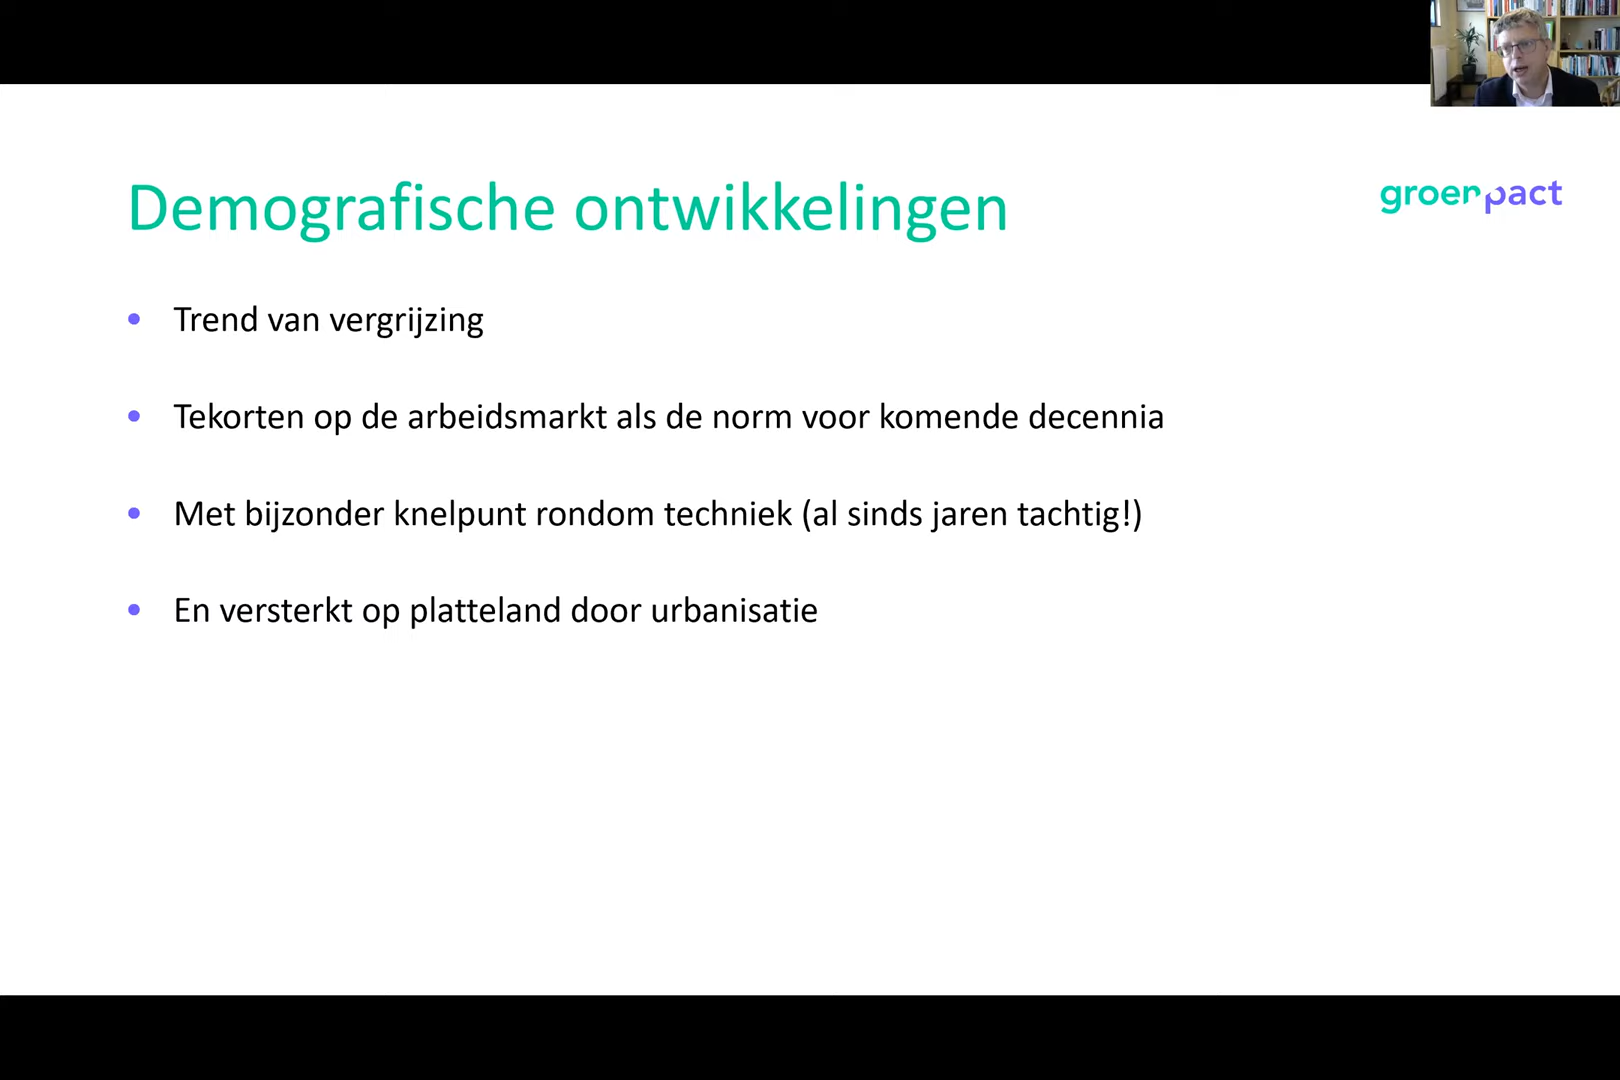 Demografische ontwikkelingen
groenpact
Trend van vergrijzing
Tekorten op de arbeidsmarkt als de norm voor komende decennia
Met bijzonder knelpunt rondom techniek (al sinds jaren tachtig!)
En versterkt op platteland door urbanisatie